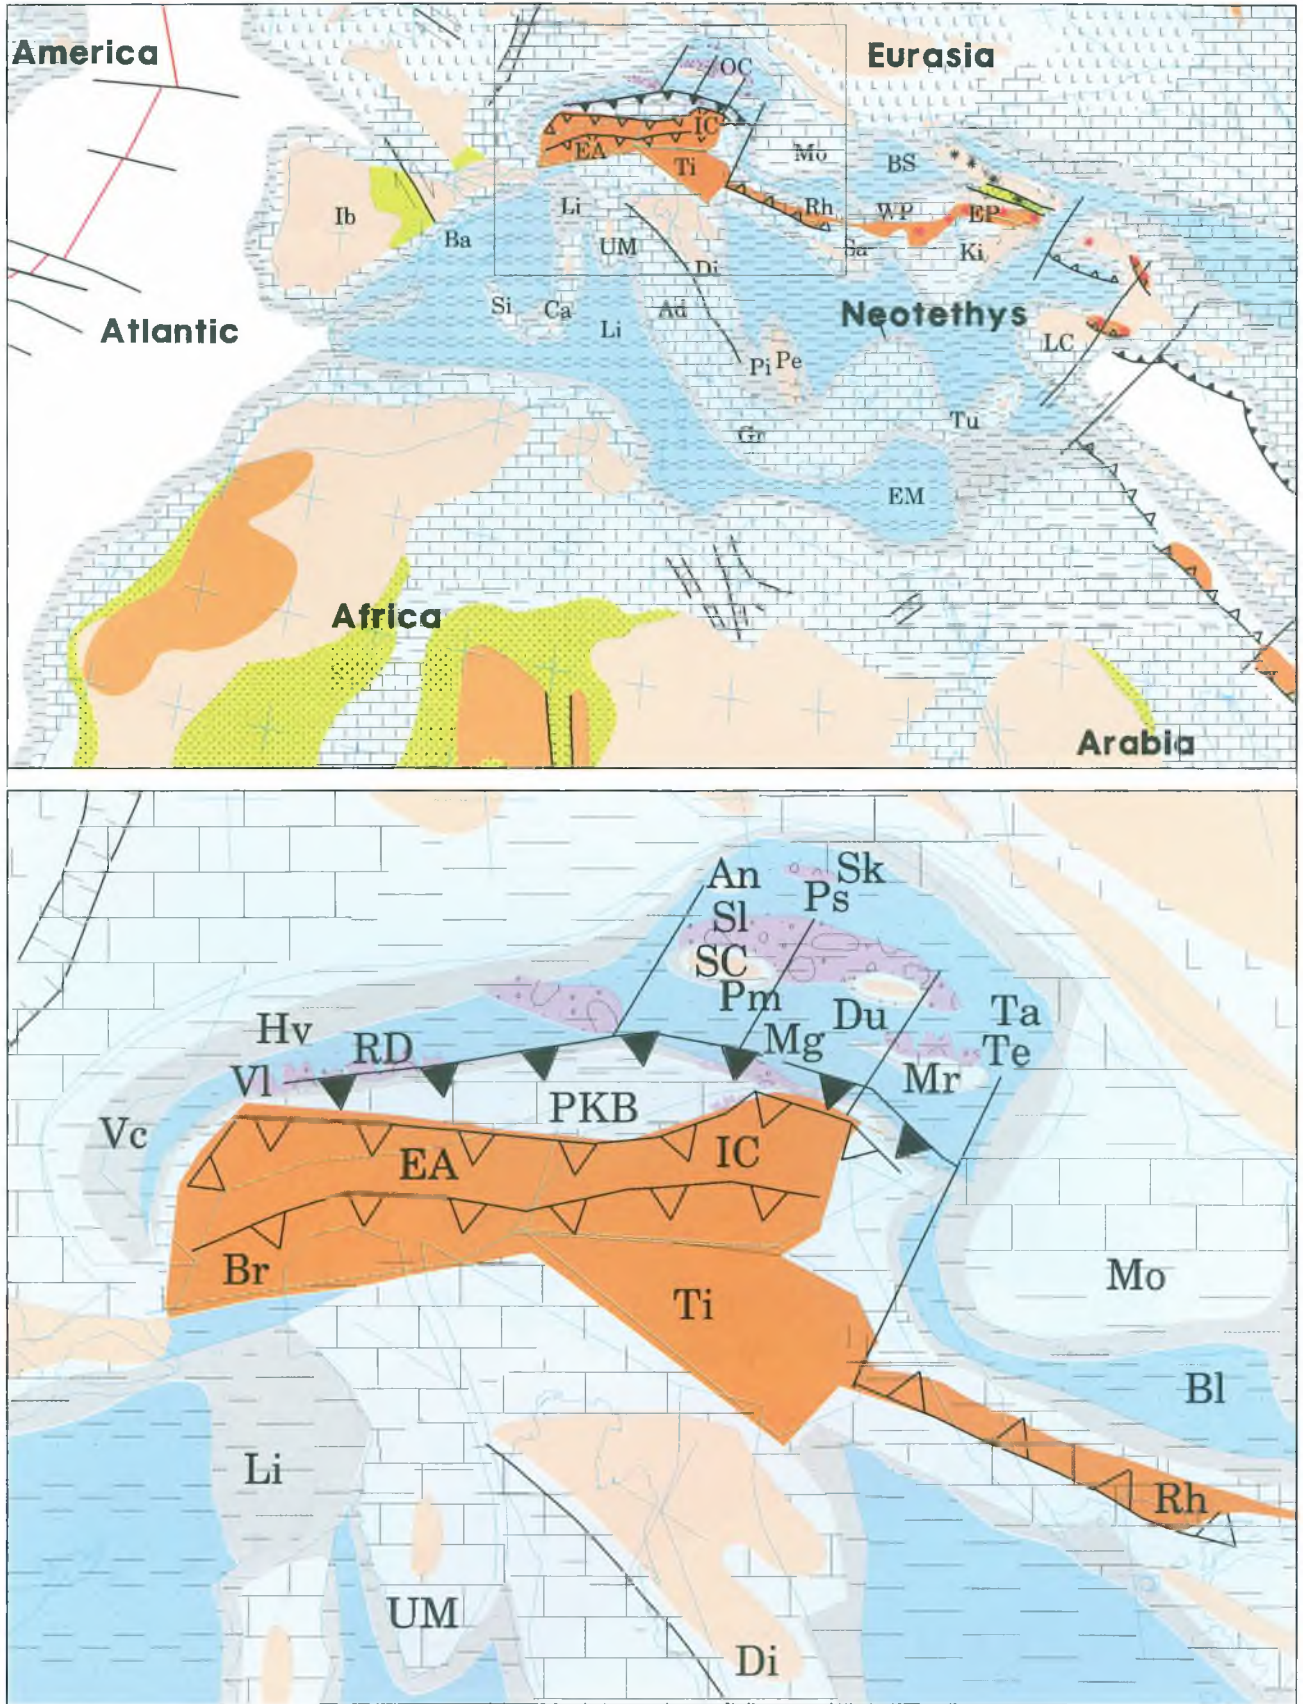 America
Eurasia
OC
IC
EA
Ti
Mo
BS
Ib
Li
Ba
Rh
WP
EP
UM
Sa
Ki
Di
Si
Ca
Li
Ad
Neotethys
Atlantic
LC
Pi Pe
Tu
Gr
EM
Africa
Arabia
An
Sk
Ps
Sl
SC
Pm
Du
Ta
Hv
RD
Mg
Te
Vl
Mr
PKB
Vc
EA
IC
Br
Mo
Ti
Bl
Li
Rh
UM
Di